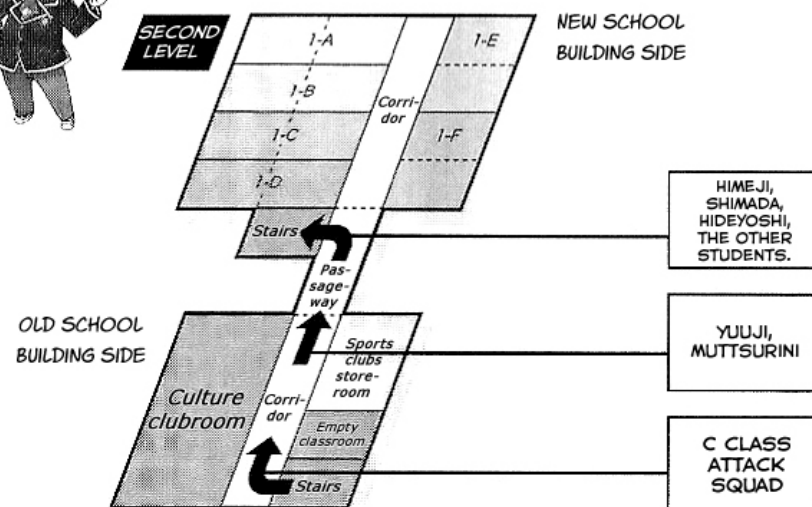 SECOND
LEVEL
NEW SCHOOL
BUILDING SIDE
1-A
1-B
1-C
1-D
1-E
1-F
Corri-
dor
Stairs
Pas-
sage-
way
HIMEJI,
SHIMADA,
HIDEYOSHI,
THE OTHER
STUDENTS.
OLD SCHOOL
BUILDING SIDE
Culture
clubroom
Corri-
dor
Sports
clubs
store-
room
Empty
classroom
Stairs
YUUJI,
MUTTSURINI
C CLASS
ATTACK
SQUAD